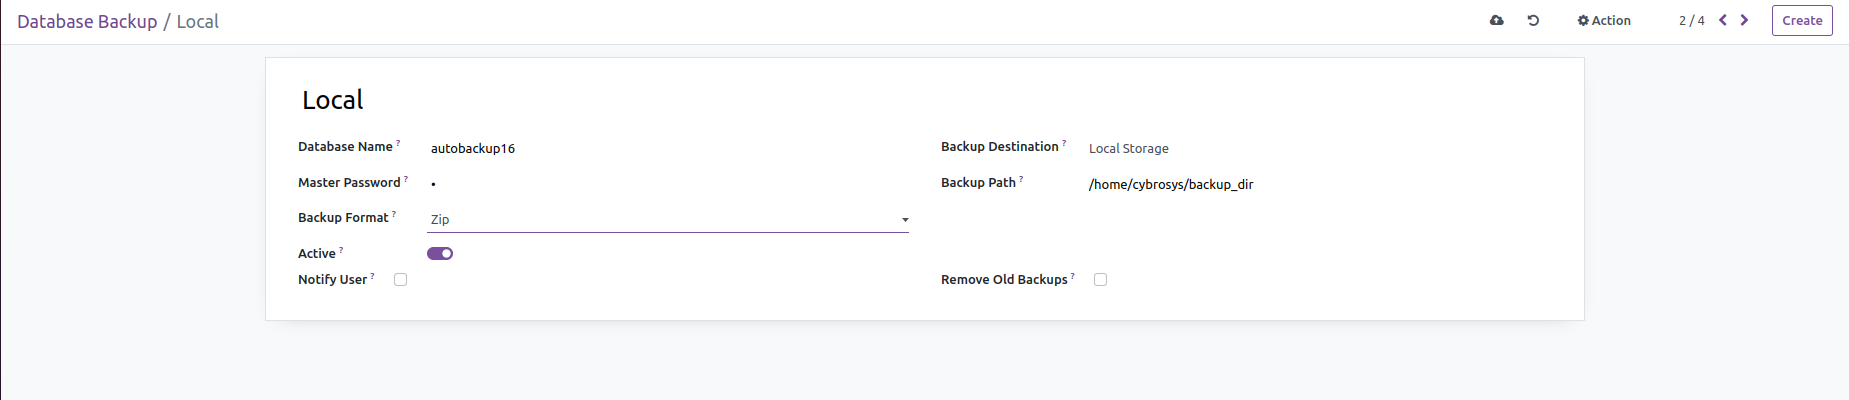 Database Backup / Local
Action
2 / 4
Create
Local
Database Name ?
autobackup16
Backup Destination ?
Local Storage
Master Password ?
•
Backup Path ?
/home/cybrosys/backup_dir
Backup Format ?
Zip
Active ?
Notify User ?
Remove Old Backups ?